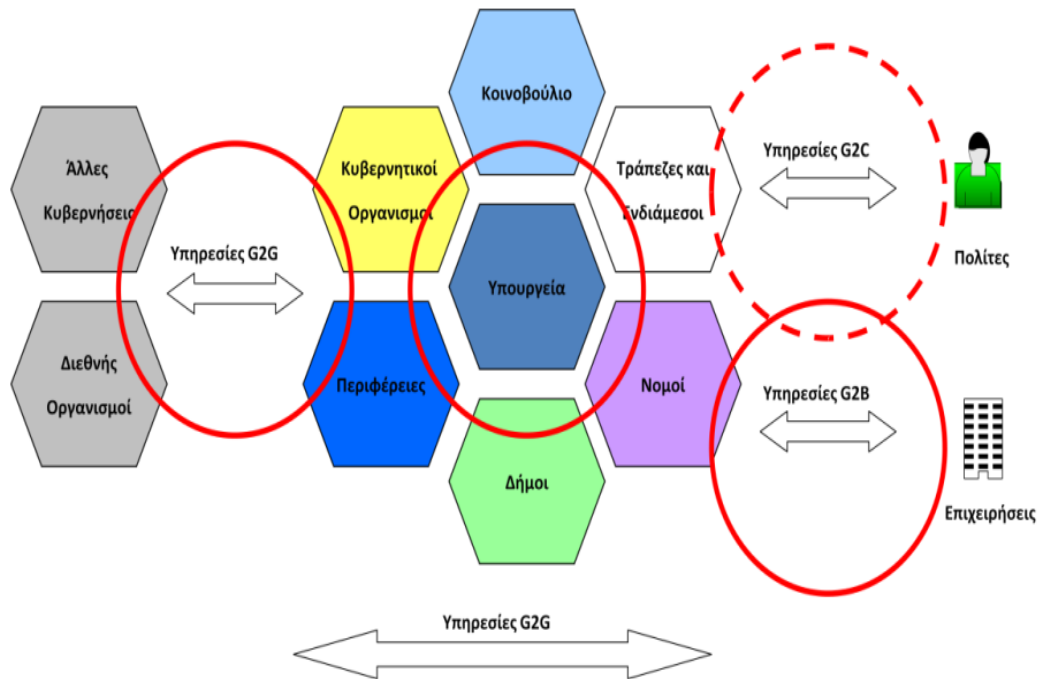 Κοινοβούλιο
Άλλες
Κυβερνήσεις
Κυβερνητικοί
Οργανισμοι
Τράπεζες και
Ενδιάμεσοι
Υπηρεσίες G2C
Πολίτες
Υπηρεσίες G2G
Υπουργεία
Διεθνής
Οργανισμοί
Περιφέρειες
Νομοί
Υπηρεσίες G2B
Δήμοι
Επιχειρήσεις
Υπηρεσίες G2G